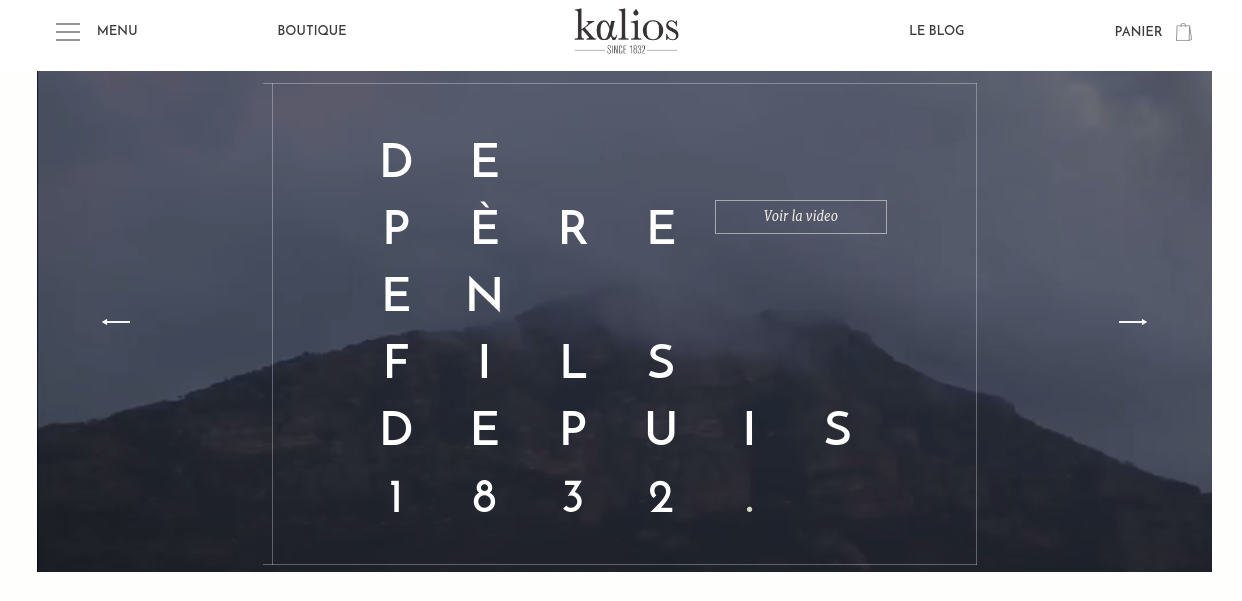 MENU
BOUTIQUE
kalios
SINCE 1832
LE BLOG
PANIER
DE
PÈRE
Voir la video
EN
FILS
DEPUIS
1832.